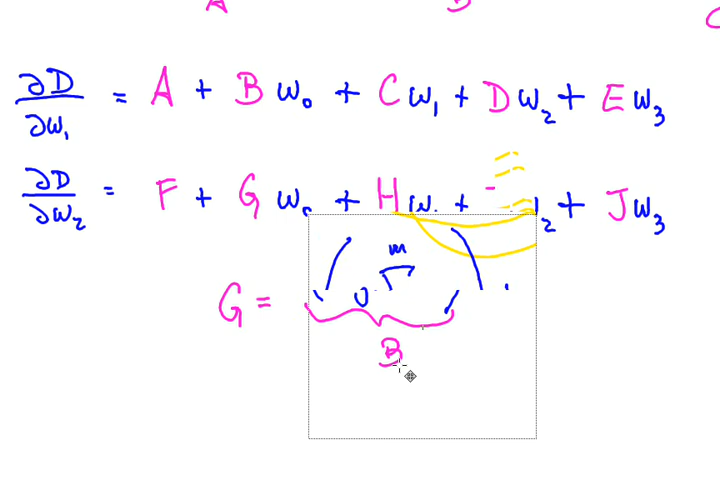 ∂D/∂w₁ = A + B w₀ + C w₁ + D w₂ + E w₃
∂D/∂w₂ = F + G w₀ + H w₁ + w₂ + J w₃
m
G =
B